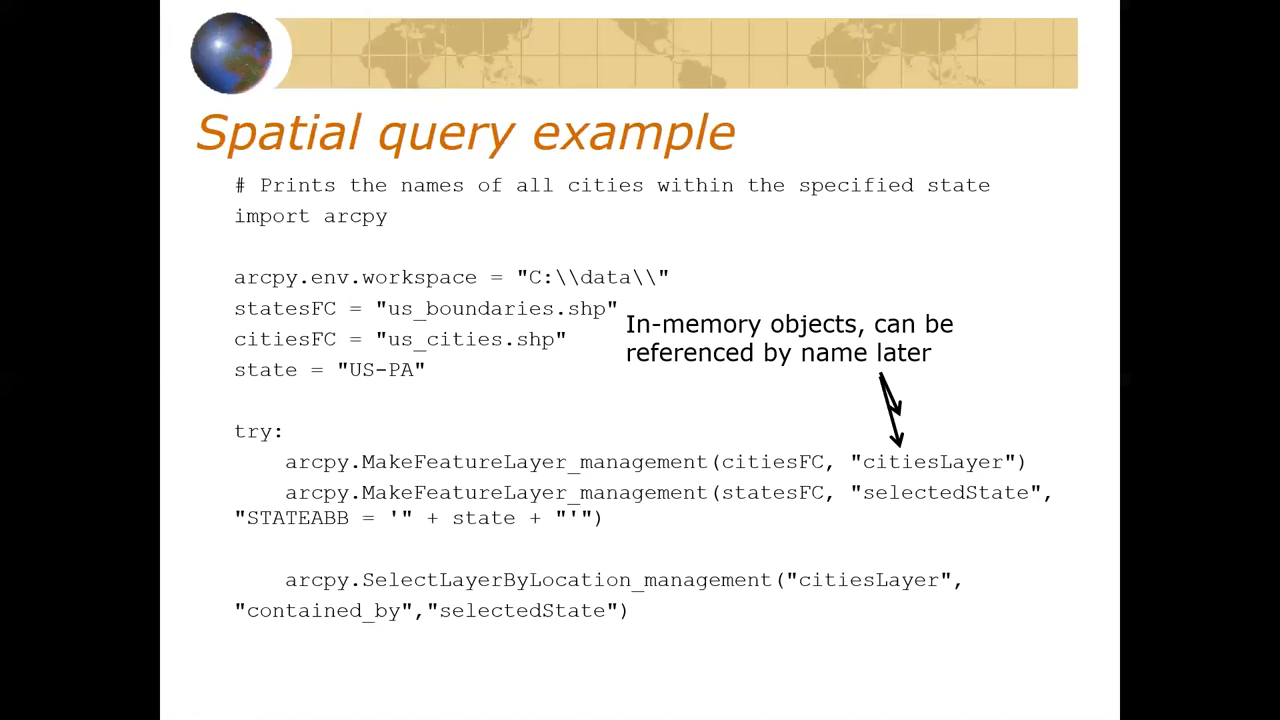 Spatial query example
# Prints the names of all cities within the specified state
import arcpy
arcpy.env.workspace = "C:\\data\\"
statesFC = "us_boundaries.shp"
citiesFC = "us_cities.shp"
state = "US-PA"
In-memory objects, can be
referenced by name later
try:
    arcpy.MakeFeatureLayer_management(citiesFC, "citiesLayer")
    arcpy.MakeFeatureLayer_management(statesFC, "selectedState",
"STATEABB = '" + state + "'")
    arcpy.SelectLayerByLocation_management("citiesLayer",
"contained_by","selectedState")